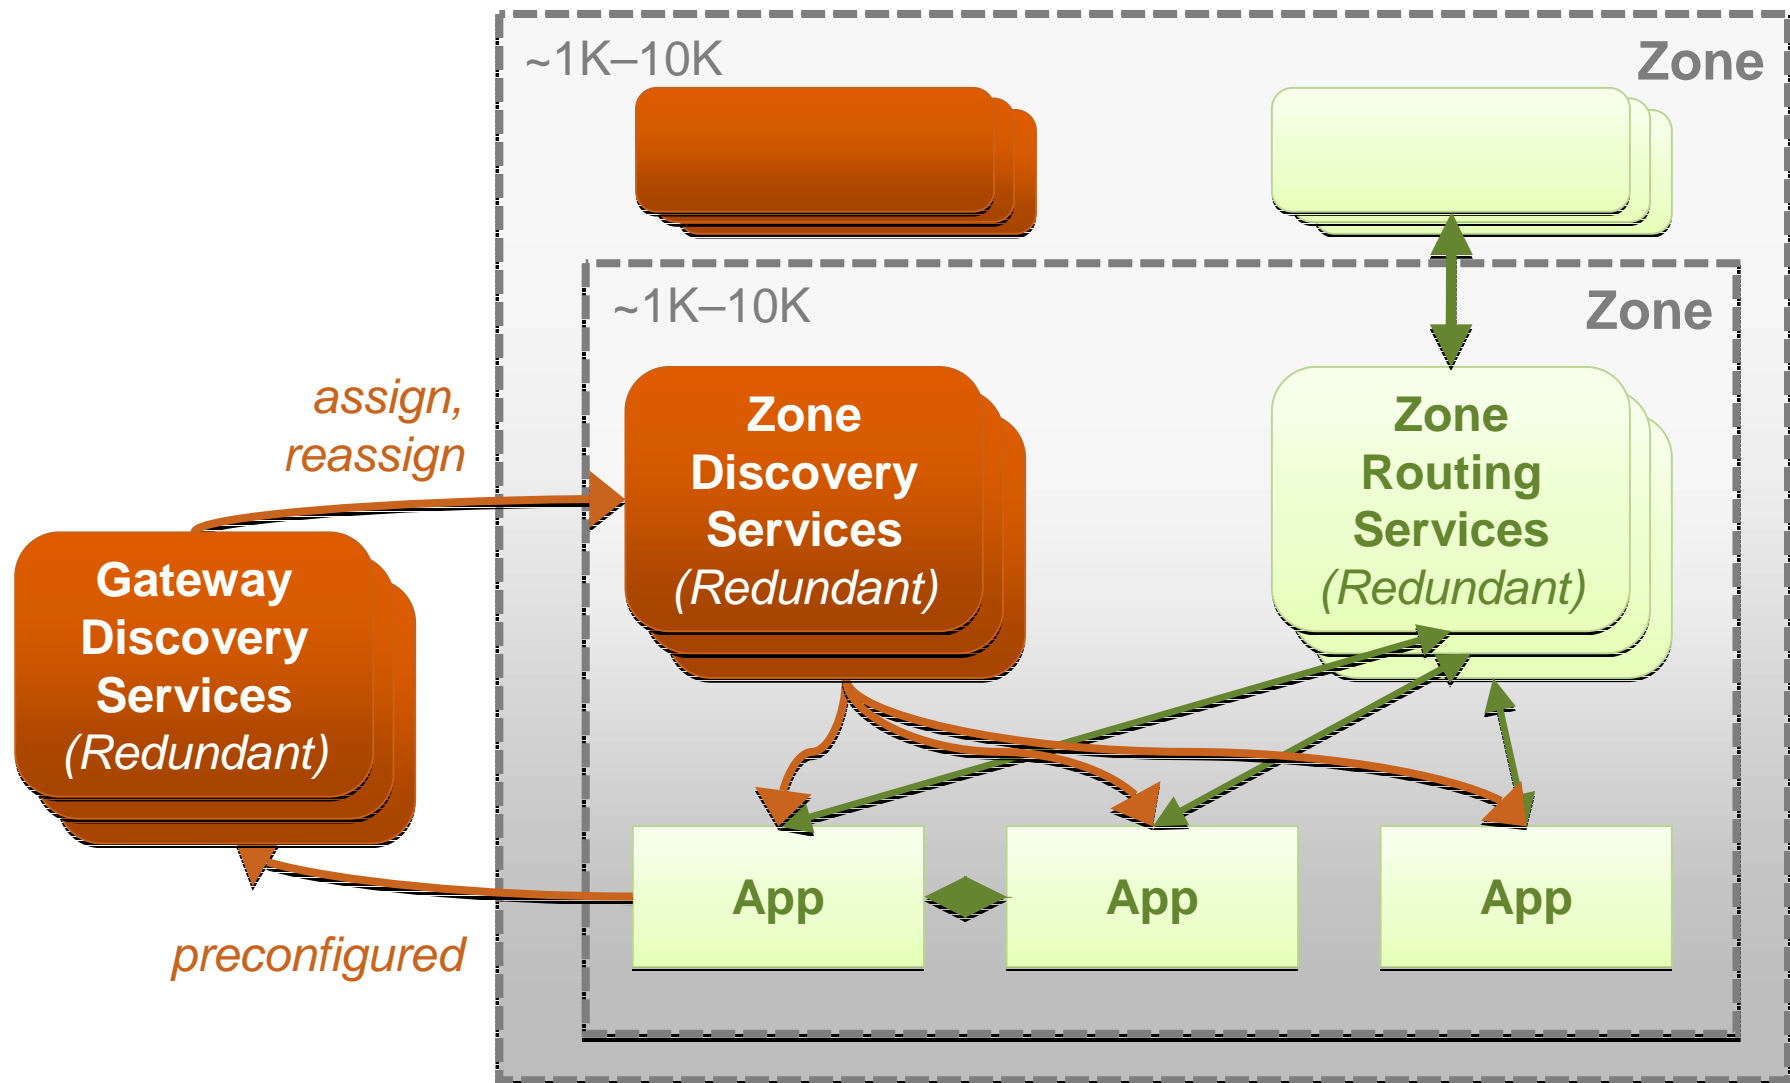 ~1K–10K
Zone
~1K–10K
Zone
assign,
reassign
Zone
Discovery
Services
(Redundant)
Zone
Routing
Services
(Redundant)
Gateway
Discovery
Services
(Redundant)
App
App
App
preconfigured